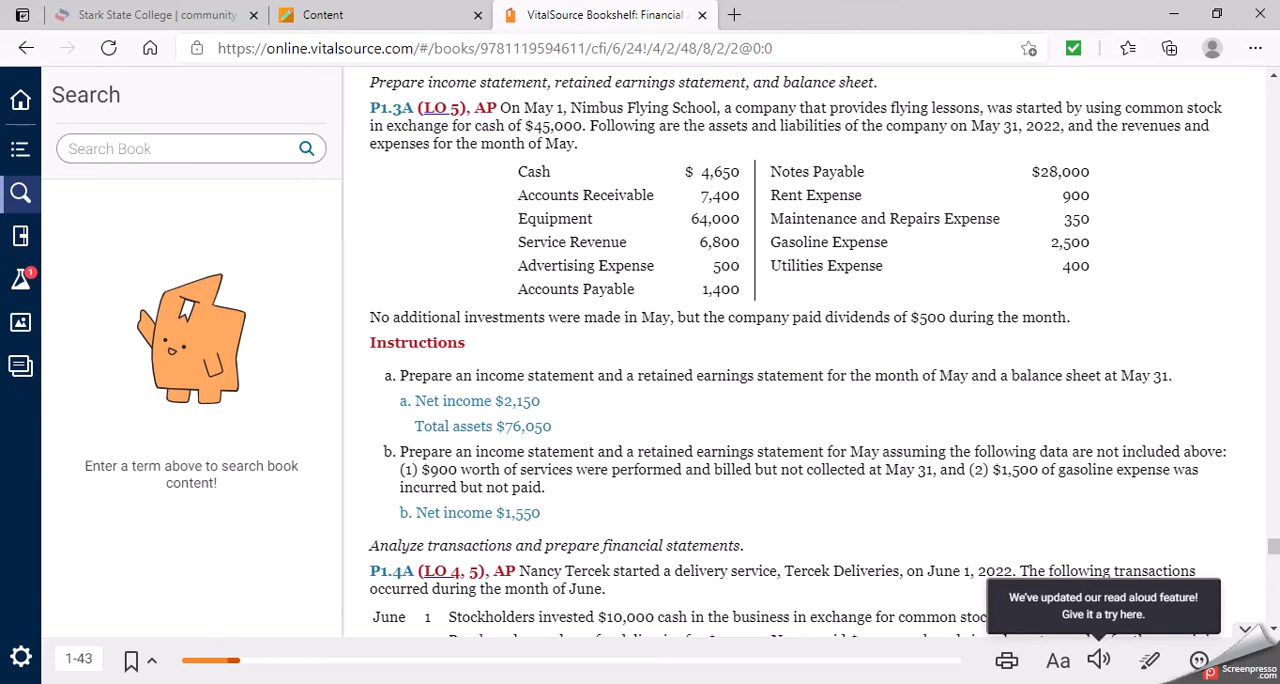 Stark State College | community
Content
VitalSource Bookshelf: Financial
https://online.vitalsource.com/#/books/9781119594611/cfi/6/24!/4/2/48/8/2/2@0:0
Search
Search Book
Enter a term above to search book
content!
1
Prepare income statement, retained earnings statement, and balance sheet.
P1.3A (LO 5), AP On May 1, Nimbus Flying School, a company that provides flying lessons, was started by using common stock
in exchange for cash of $45,000. Following are the assets and liabilities of the company on May 31, 2022, and the revenues and
expenses for the month of May.
Cash $ 4,650 Notes Payable $28,000
Accounts Receivable 7,400 Rent Expense 900
Equipment 64,000 Maintenance and Repairs Expense 350
Service Revenue 6,800 Gasoline Expense 2,500
Advertising Expense 500 Utilities Expense 400
Accounts Payable 1,400
No additional investments were made in May, but the company paid dividends of $500 during the month.
Instructions
a. Prepare an income statement and a retained earnings statement for the month of May and a balance sheet at May 31.
a. Net income $2,150
Total assets $76,050
b. Prepare an income statement and a retained earnings statement for May assuming the following data are not included above:
(1) $900 worth of services were performed and billed but not collected at May 31, and (2) $1,500 of gasoline expense was
incurred but not paid.
b. Net income $1,550
Analyze transactions and prepare financial statements.
P1.4A (LO 4, 5), AP Nancy Tercek started a delivery service, Tercek Deliveries, on June 1, 2022. The following transactions
occurred during the month of June.
June 1 Stockholders invested $10,000 cash in the business in exchange for common
We've updated our read aloud feature!
Give it a try here.
1-43
Aa
Screenpresso
.com